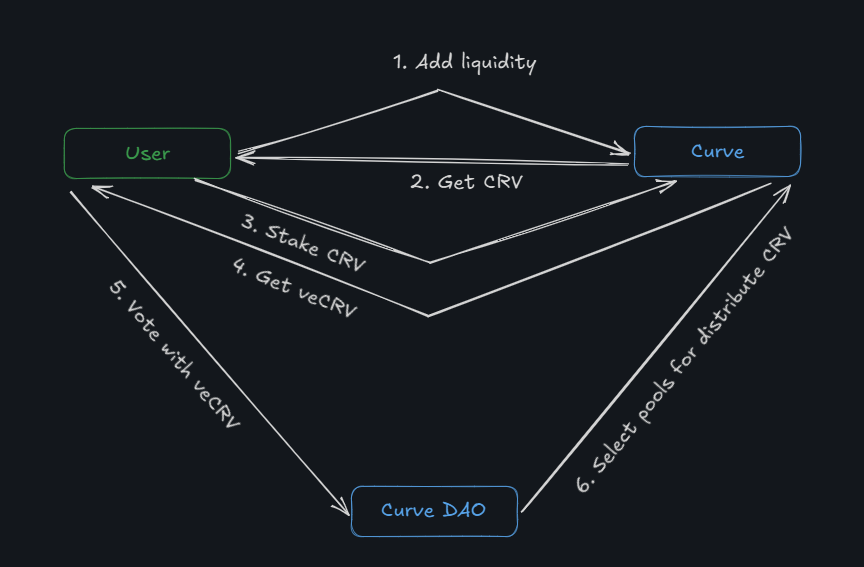 1. Add liquidity
User
Curve
2. Get CRV
3. Stake CRV
4. Get veCRV
5. Vote with veCRV
6. Select pools for distribute CRV
Curve DAO